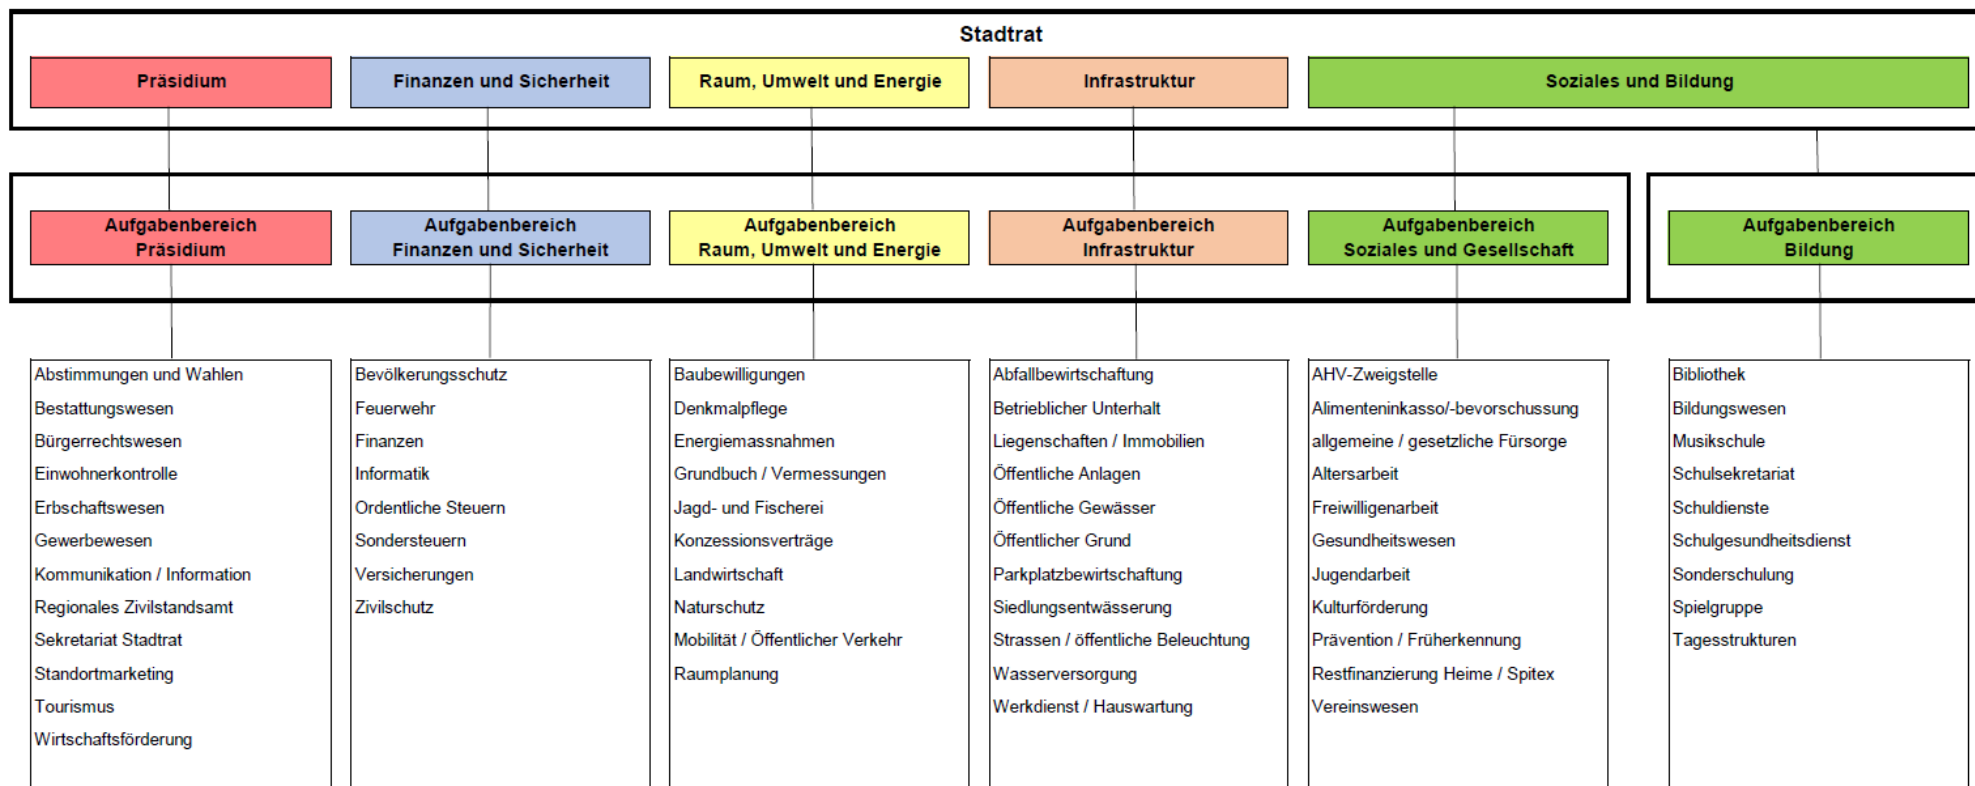 Stadtrat
Präsidium
Finanzen und Sicherheit
Raum, Umwelt und Energie
Infrastruktur
Soziales und Bildung
Aufgabenbereich
Präsidium
Aufgabenbereich
Finanzen und Sicherheit
Aufgabenbereich
Raum, Umwelt und Energie
Aufgabenbereich
Infrastruktur
Aufgabenbereich
Soziales und Gesellschaft
Aufgabenbereich
Bildung
Abstimmungen und Wahlen
Bestattungswesen
Bürgerrechtswesen
Einwohnerkontrolle
Erbschaftswesen
Gewerbewesen
Kommunikation / Information
Regionales Zivilstandsamt
Sekretariat Stadtrat
Standortmarketing
Tourismus
Wirtschaftsförderung
Bevölkerungsschutz
Feuerwehr
Finanzen
Informatik
Ordentliche Steuern
Sondersteuern
Versicherungen
Zivilschutz
Baubewilligungen
Denkmalpflege
Energiemassnahmen
Grundbuch / Vermessungen
Jagd- und Fischerei
Konzessionsverträge
Landwirtschaft
Naturschutz
Mobilität / Öffentlicher Verkehr
Raumplanung
Abfallbewirtschaftung
Betrieblicher Unterhalt
Liegenschaften / Immobilien
Öffentliche Anlagen
Öffentliche Gewässer
Öffentlicher Grund
Parkplatzbewirtschaftung
Siedlungsentwässerung
Strassen / öffentliche Beleuchtung
Wasserversorgung
Werkdienst / Hauswartung
AHV-Zweigstelle
Alimenteninkasso/-bevorschussung
allgemeine / gesetzliche Fürsorge
Altersarbeit
Freiwilligenarbeit
Gesundheitswesen
Jugendarbeit
Kulturförderung
Prävention / Früherkennung
Restfinanzierung Heime / Spitex
Vereinswesen
Bibliothek
Bildungswesen
Musikschule
Schulsekretariat
Schuldienste
Schulgesundheitsdienst
Sonderschulung
Spielgruppe
Tagesstrukturen